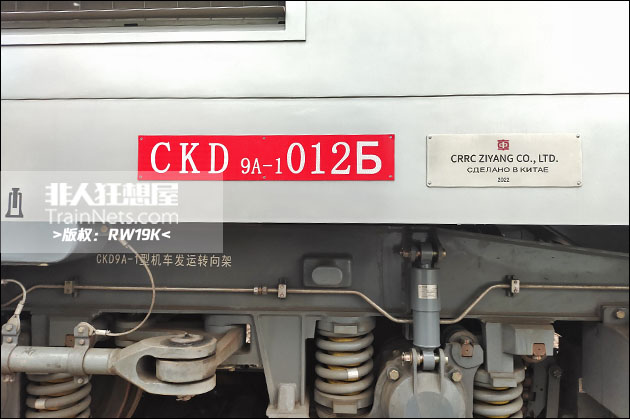 CKD 9A-1 012Б
CRRC ZIYANG CO., LTD.
СДЕЛАНО В КИТАЕ
2022
非人狂想屋
TrainNets.com
>版权：RW19K<
CKD9A-1型机车发运转向架